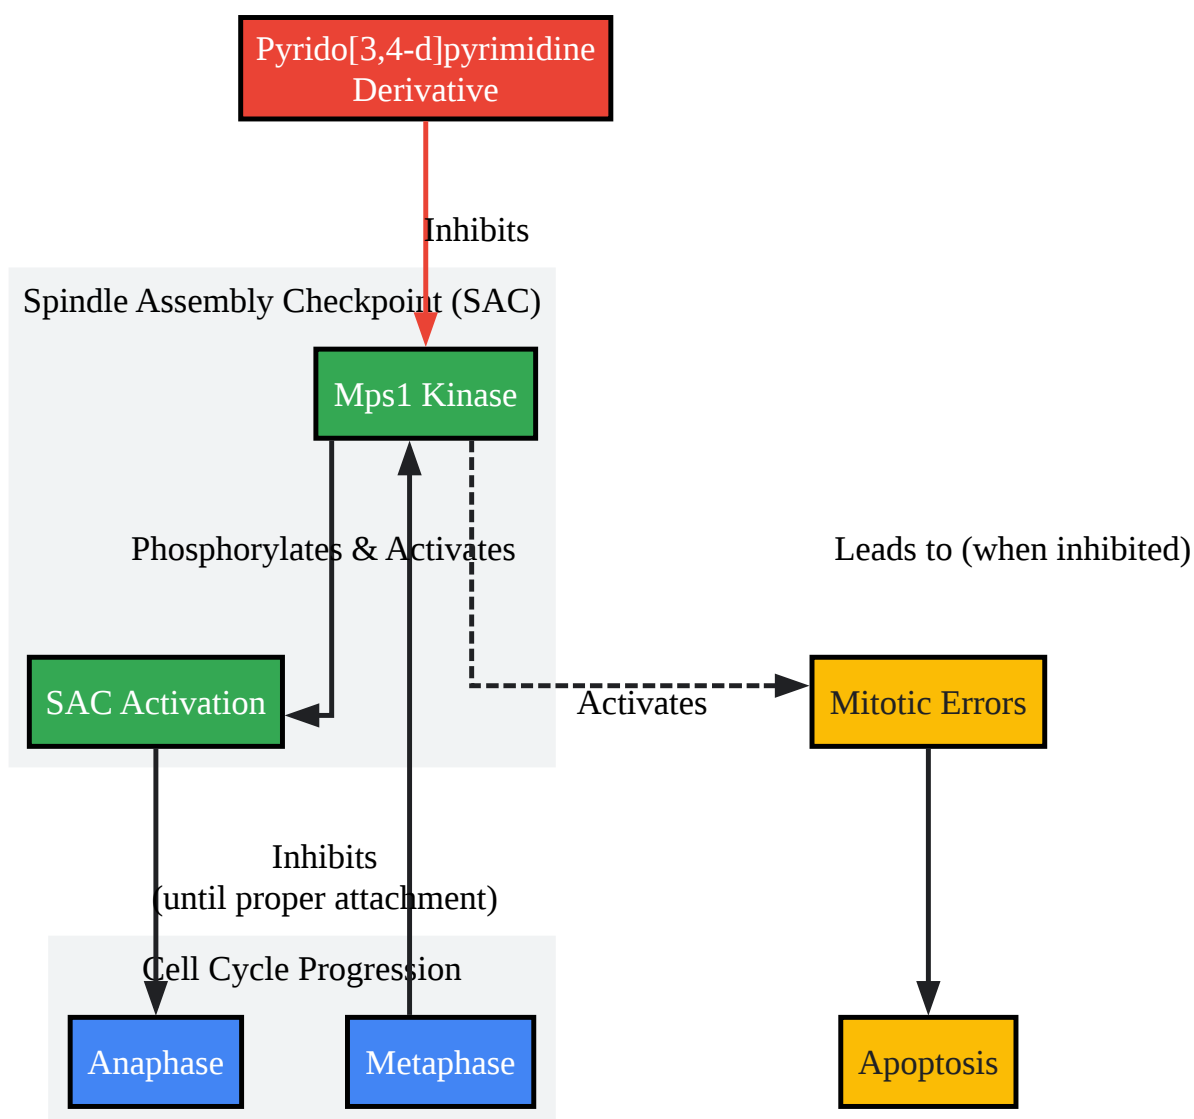 Pyrido[3,4-d]pyrimidine
Derivative
Inhibits
Spindle Assembly Checkpoint (SAC)
Mps1 Kinase
Phosphorylates & Activates
Leads to (when inhibited)
SAC Activation
Activates
Mitotic Errors
Inhibits
(until proper attachment)
Cell Cycle Progression
Anaphase
Metaphase
Apoptosis